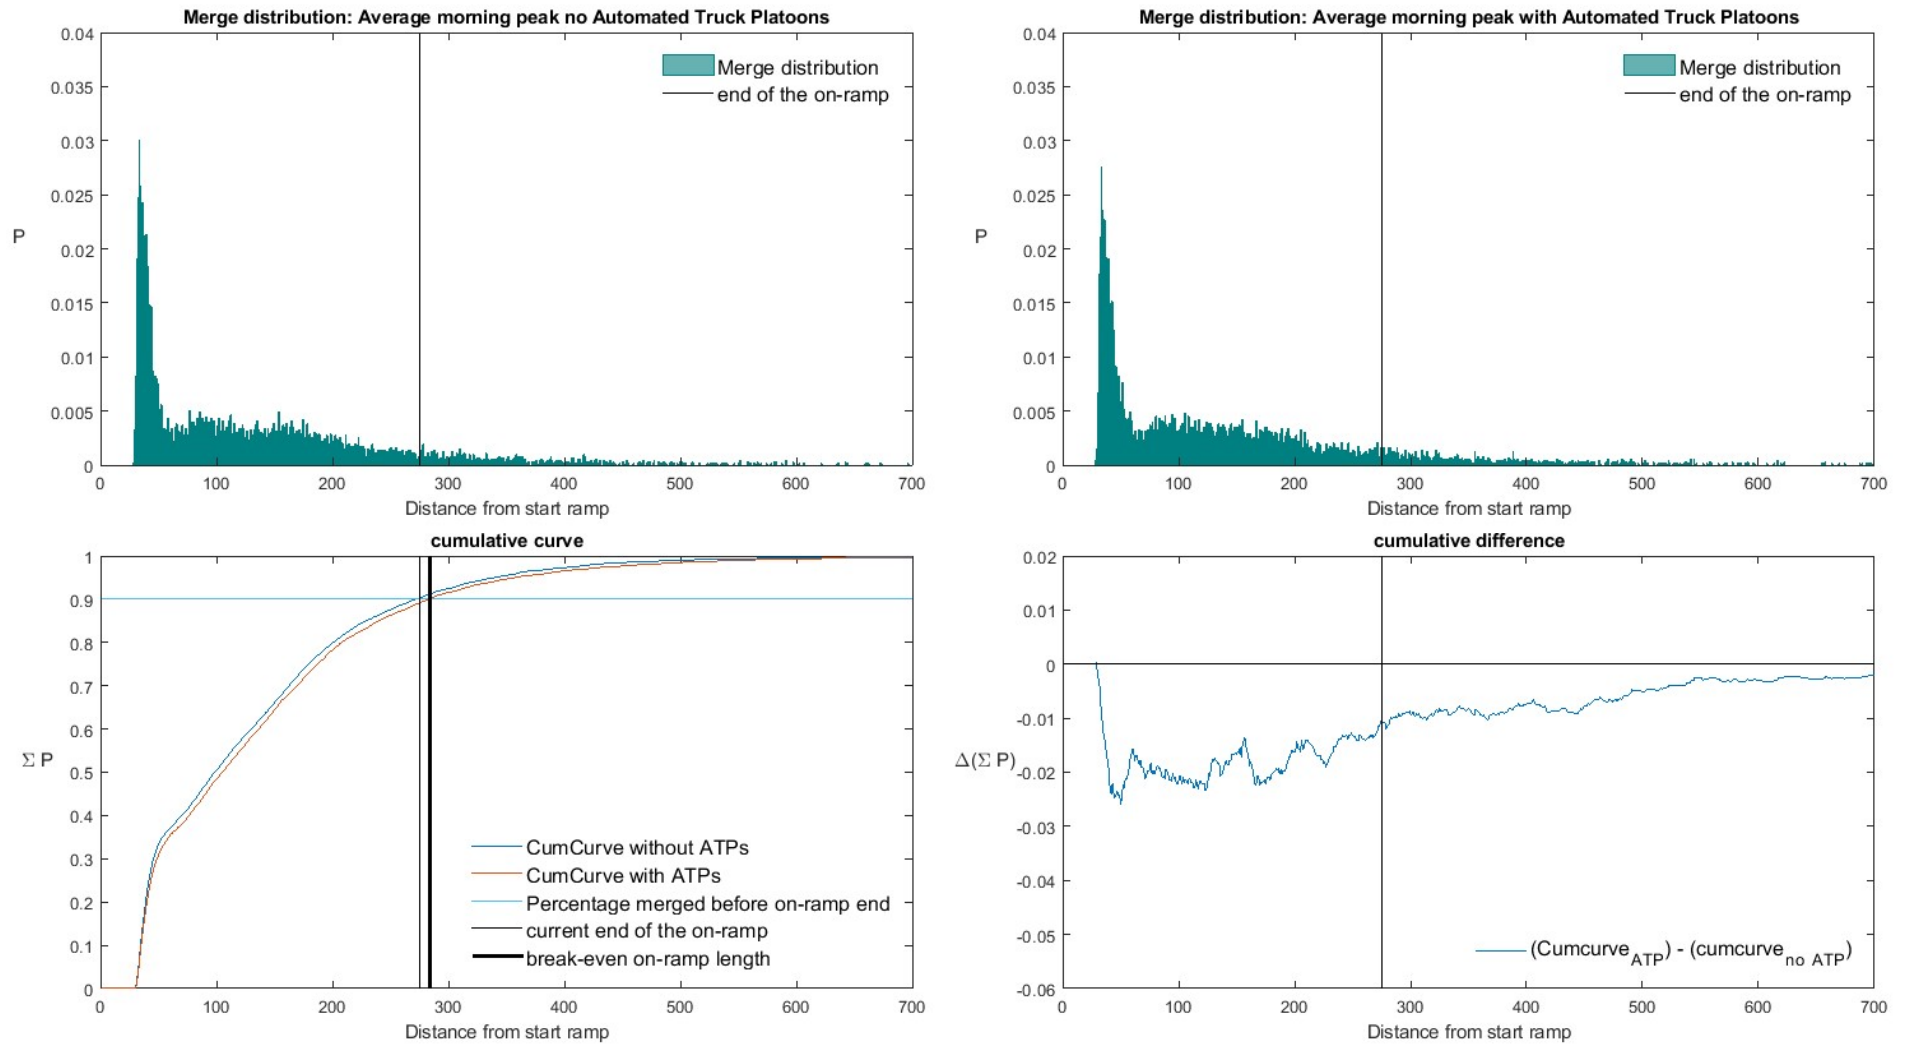 Merge distribution: Average morning peak no Automated Truck Platoons
0.04
0.035
0.03
0.025
0.02
0.015
0.01
0.005
0
P
Merge distribution
end of the on-ramp
0 100 200 300 400 500 600 700
Distance from start ramp
Merge distribution: Average morning peak with Automated Truck Platoons
0.04
0.035
0.03
0.025
0.02
0.015
0.01
0.005
0
P
Merge distribution
end of the on-ramp
0 100 200 300 400 500 600 700
Distance from start ramp
cumulative curve
1
0.9
0.8
0.7
0.6
0.5
0.4
0.3
0.2
0.1
0
Σ P
CumCurve without ATPs
CumCurve with ATPs
Percentage merged before on-ramp end
current end of the on-ramp
break-even on-ramp length
0 100 200 300 400 500 600 700
Distance from start ramp
cumulative difference
0.02
0.01
0
-0.01
-0.02
-0.03
-0.04
-0.05
-0.06
Δ(Σ P)
(Cumcurve_ATP) - (cumcurve_no ATP)
0 100 200 300 400 500 600 700
Distance from start ramp